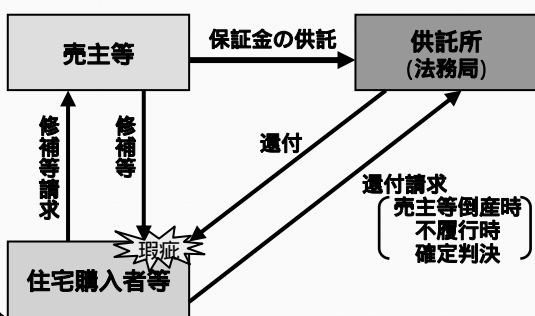 保証金の供託
売主等
供託所
(法務局)
修補等請求
修補等
還付
還付請求
売主等倒産時
不履行時
確定判決
瑕疵
住宅購入者等